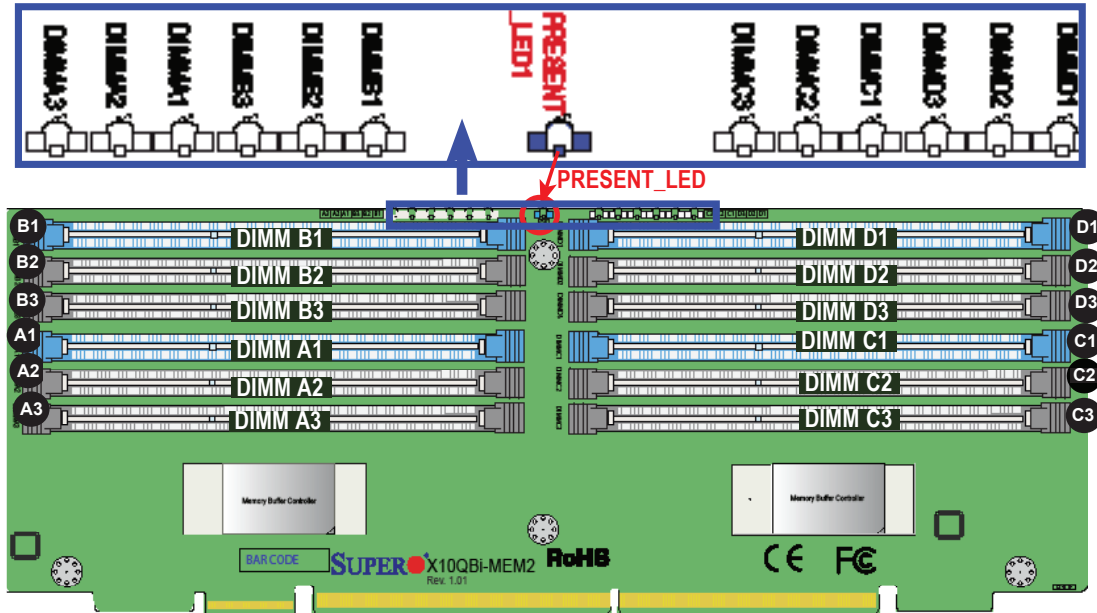 DIMMA3
DIMMA2
DIMMA1
DIMMB3
DIMMB2
DIMMB1
PRESENT
_LED1
DIMMC3
DIMMC2
DIMMC1
DIMMD3
DIMMD2
DIMMD1
PRESENT_LED
B1
DIMM B1
DIMM D1
D1
B2
DIMM B2
DIMM D2
D2
B3
DIMM B3
DIMM D3
D3
A1
DIMM A1
DIMM C1
C1
A2
DIMM A2
DIMM C2
C2
A3
DIMM A3
DIMM C3
C3
Memory Buffer Controller
Memory Buffer Controller
BAR CODE
SUPER X10QBi-MEM2
Rev. 1.01
RoHS
CE FC